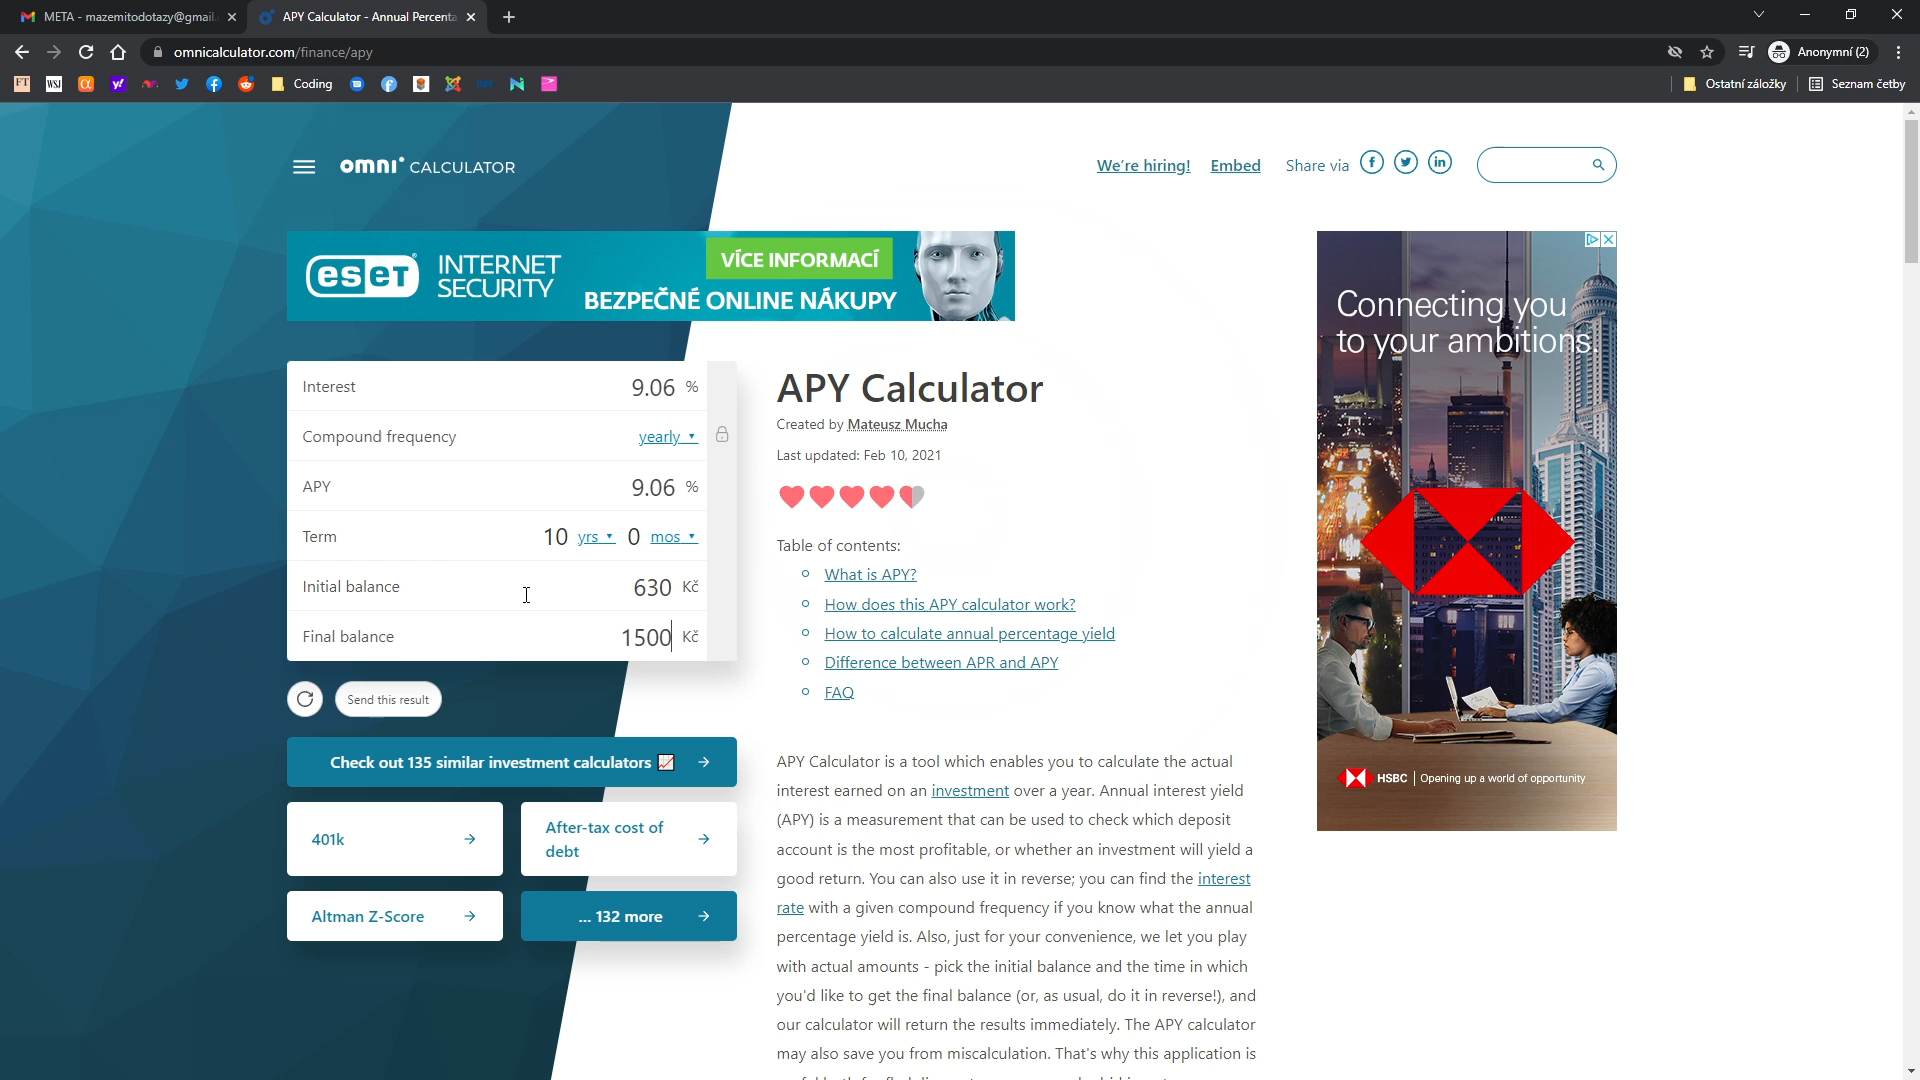 META - mazemitodotazy@gmail.
APY Calculator - Annual Percenta
omnicalculator.com/finance/apy
Anonymní (2)
FT
WSJ
Coding
Ostatní záložky
Seznam četby
omni CALCULATOR
We're hiring!
Embed
Share via
eset INTERNET SECURITY
VÍCE INFORMACÍ
BEZPEČNÉ ONLINE NÁKUPY
Connecting you
to your ambitions.
HSBC | Opening up a world of opportunity
Interest 9.06 %
Compound frequency yearly
APY 9.06 %
Term 10 yrs 0 mos
Initial balance 630 Kč
Final balance 1500 Kč
Send this result
Check out 135 similar investment calculators
401k
After-tax cost of
debt
Altman Z-Score
... 132 more
APY Calculator
Created by Mateusz Mucha
Last updated: Feb 10, 2021
Table of contents:
What is APY?
How does this APY calculator work?
How to calculate annual percentage yield
Difference between APR and APY
FAQ
APY Calculator is a tool which enables you to calculate the actual
interest earned on an investment over a year. Annual interest yield
(APY) is a measurement that can be used to check which deposit
account is the most profitable, or whether an investment will yield a
good return. You can also use it in reverse; you can find the interest
rate with a given compound frequency if you know what the annual
percentage yield is. Also, just for your convenience, we let you play
with actual amounts - pick the initial balance and the time in which
you'd like to get the final balance (or, as usual, do it in reverse!), and
our calculator will return the results immediately. The APY calculator
may also save you from miscalculation. That's why this application is